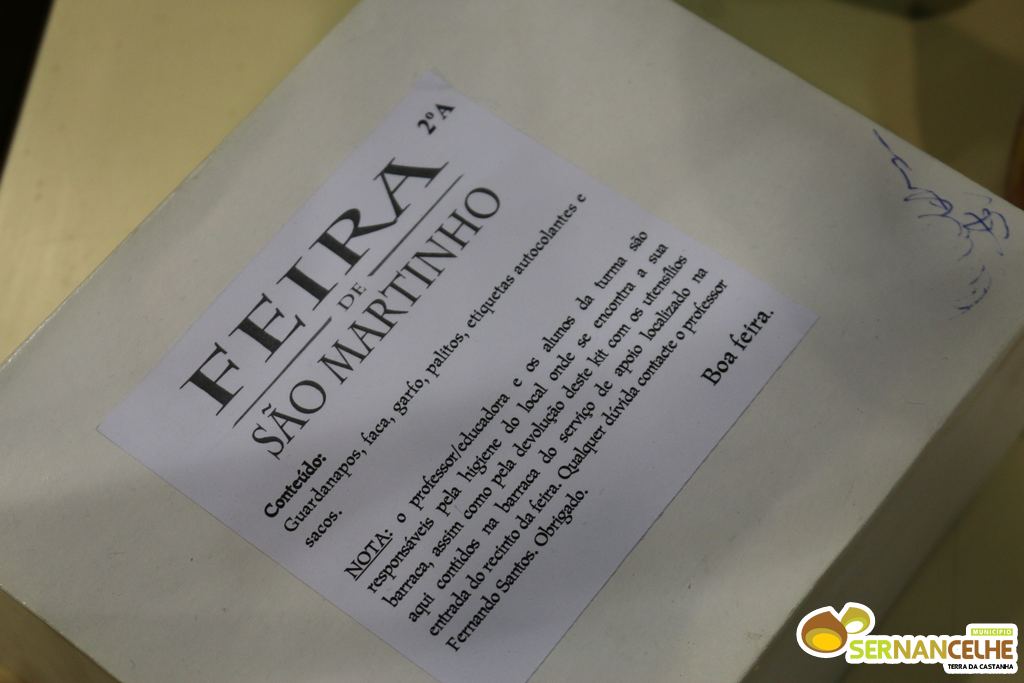 2º A
FEIRA
DE
SÃO MARTINHO
Conteúdo:
Guardanapos, faca, garfo, palitos, etiquetas autocolantes e
sacos.
NOTA: o professor/educadora e os alunos da turma são
responsáveis pela higiene do local onde se encontra a sua
barraca, assim como pela devolução deste kit com os utensílios
aqui contidos na barraca do serviço de apoio localizado na
entrada do recinto da feira. Qualquer dúvida contacte o professor
Fernando Santos. Obrigado.
Boa feira.
MUNICÍPIO
SERNANCELHE
TERRA DA CASTANHA